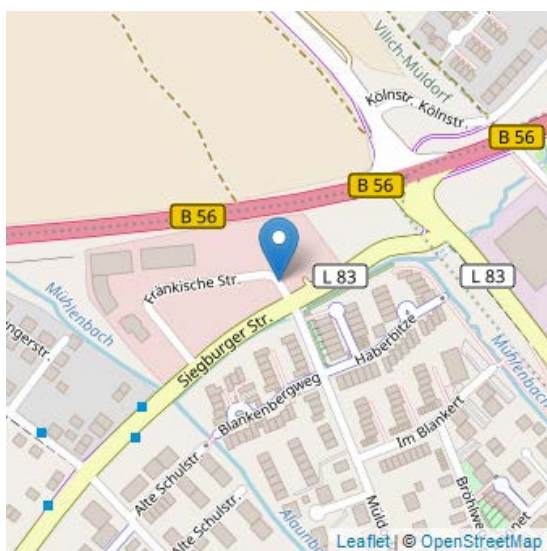 Vilich-Müldorf
Kölnstr.
Kölnstr.
B 56
B 56
B 56
Fränkische Str.
L 83
L 83
Mühlenbach
Siegburger Str.
Haberbitze
Mühlenbach
Blankenbergweg
Im Blankert
Alte Schulstr.
Alte Schulstr.
Leaflet | © OpenStreetMap